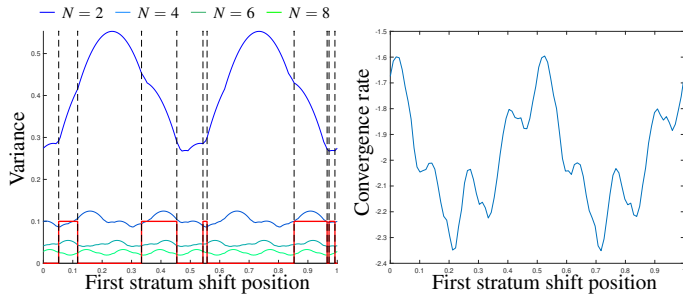 N = 2 N = 4 N = 6 N = 8
Variance
0.5
0.4
0.3
0.2
0.1
0
0 0.1 0.2 0.3 0.4 0.5 0.6 0.7 0.8 0.9 1
First stratum shift position
Convergence rate
-1.5
-1.6
-1.7
-1.8
-1.9
-2
-2.1
-2.2
-2.3
-2.4
0 0.1 0.2 0.3 0.4 0.5 0.6 0.7 0.8 0.9 1
First stratum shift position